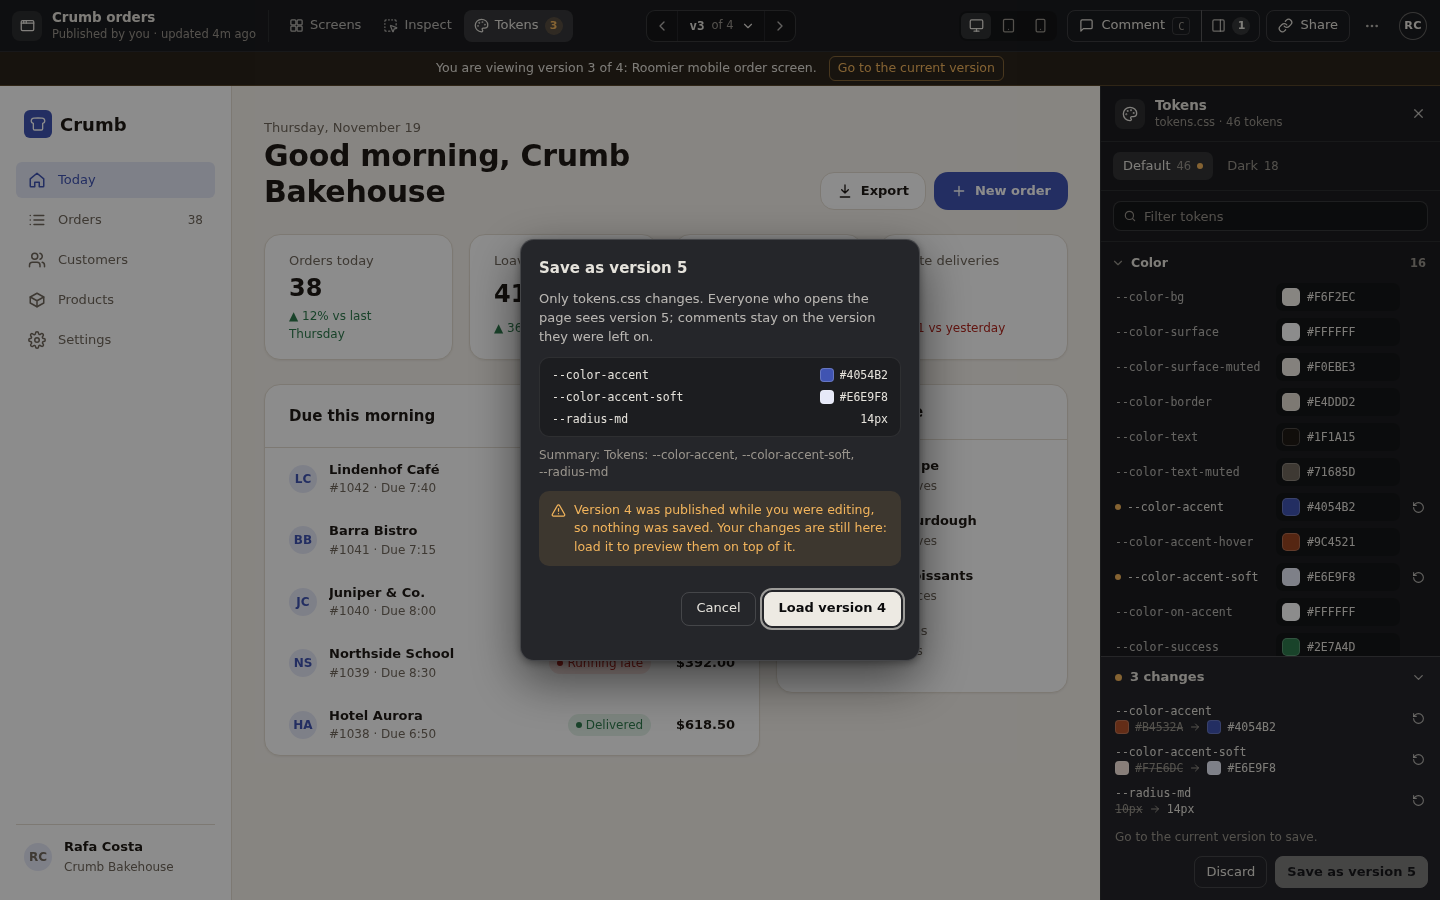 Crumb orders
Published by you · updated 4m ago
Screens
Inspect
Tokens 3
v3 of 4
Comment C
1
Share
RC
You are viewing version 3 of 4: Roomier mobile order screen. Go to the current version
Crumb
Today
Orders 38
Customers
Products
Settings
RC
Rafa Costa
Crumb Bakehouse
Thursday, November 19
Good morning, Crumb
Bakehouse
Export
New order
Orders today
38
▲ 12% vs last
Thursday
Due this morning
LC
Lindenhof Café
#1042 · Due 7:40
BB
Barra Bistro
#1041 · Due 7:15
JC
Juniper & Co.
#1040 · Due 8:00
NS
Northside School
#1039 · Due 8:30
Running late
$392.00
HA
Hotel Aurora
#1038 · Due 6:50
Delivered
$618.50
deliveries
vs yesterday
Save as version 5
Only tokens.css changes. Everyone who opens the
page sees version 5; comments stay on the version
they were left on.
--color-accent #4054B2
--color-accent-soft #E6E9F8
--radius-md 14px
Summary: Tokens: --color-accent, --color-accent-soft,
--radius-md
Version 4 was published while you were editing,
so nothing was saved. Your changes are still here:
load it to preview them on top of it.
Cancel
Load version 4
Tokens
tokens.css · 46 tokens
Default 46
Dark 18
Filter tokens
Color 16
--color-bg #F6F2EC
--color-surface #FFFFFF
--color-surface-muted #F0EBE3
--color-border #E4DDD2
--color-text #1F1A15
--color-text-muted #71685D
--color-accent #4054B2
--color-accent-hover #9C4521
--color-accent-soft #E6E9F8
--color-on-accent #FFFFFF
--color-success #2E7A4D
3 changes
--color-accent
#B4532A → #4054B2
--color-accent-soft
#F7E6DC → #E6E9F8
--radius-md
10px → 14px
Go to the current version to save.
Discard
Save as version 5